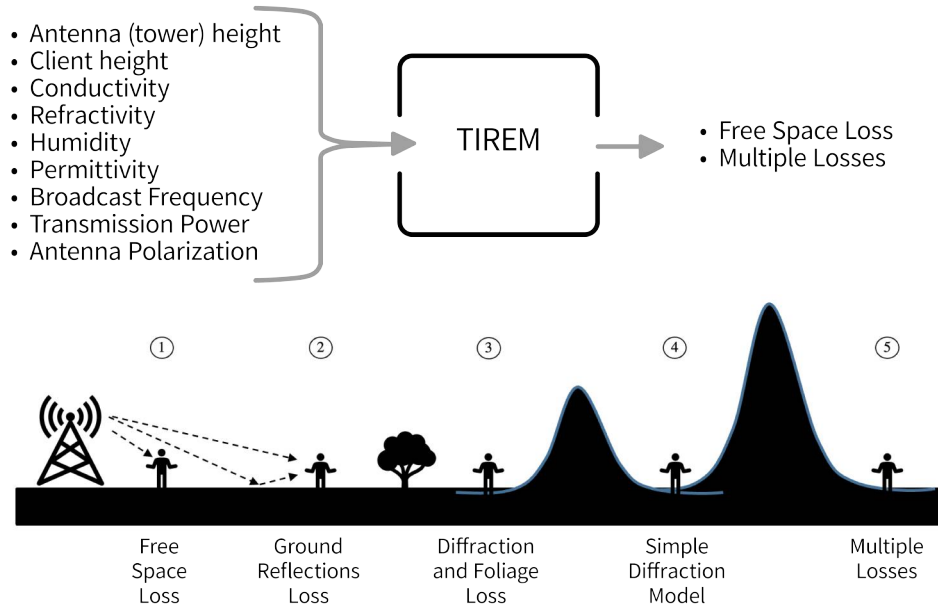 • Antenna (tower) height
• Client height
• Conductivity
• Refractivity
• Humidity
• Permittivity
• Broadcast Frequency
• Transmission Power
• Antenna Polarization
TIREM
• Free Space Loss
• Multiple Losses
1
2
3
4
5
Free
Space
Loss
Ground
Reflections
Loss
Diffraction
and Foliage
Loss
Simple
Diffraction
Model
Multiple
Losses